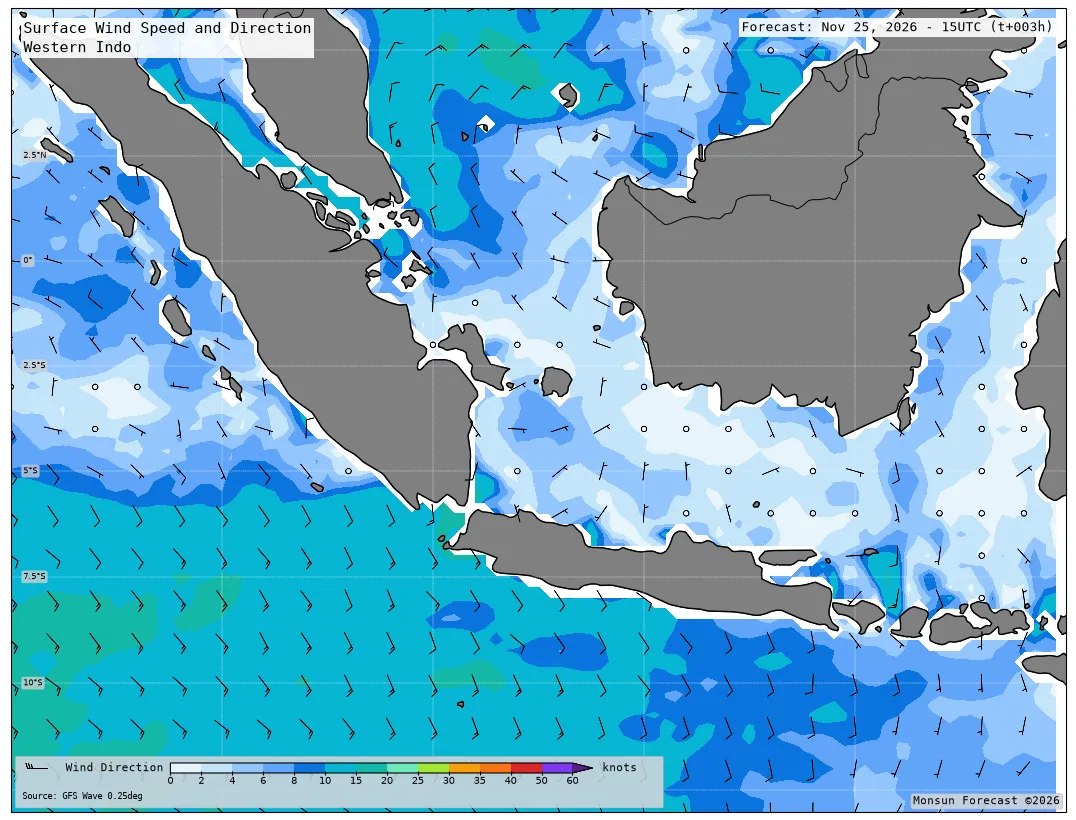 Surface Wind Speed and Direction
Western Indo
Forecast: Nov 25, 2026 - 15UTC (t+003h)
2.5°N
0°
2.5°S
5°S
7.5°S
10°S
Wind Direction
0 2 4 6 8 10 15 20 25 30 35 40 50 60
knots
Source: GFS Wave 0.25deg
Monsun Forecast ©2026